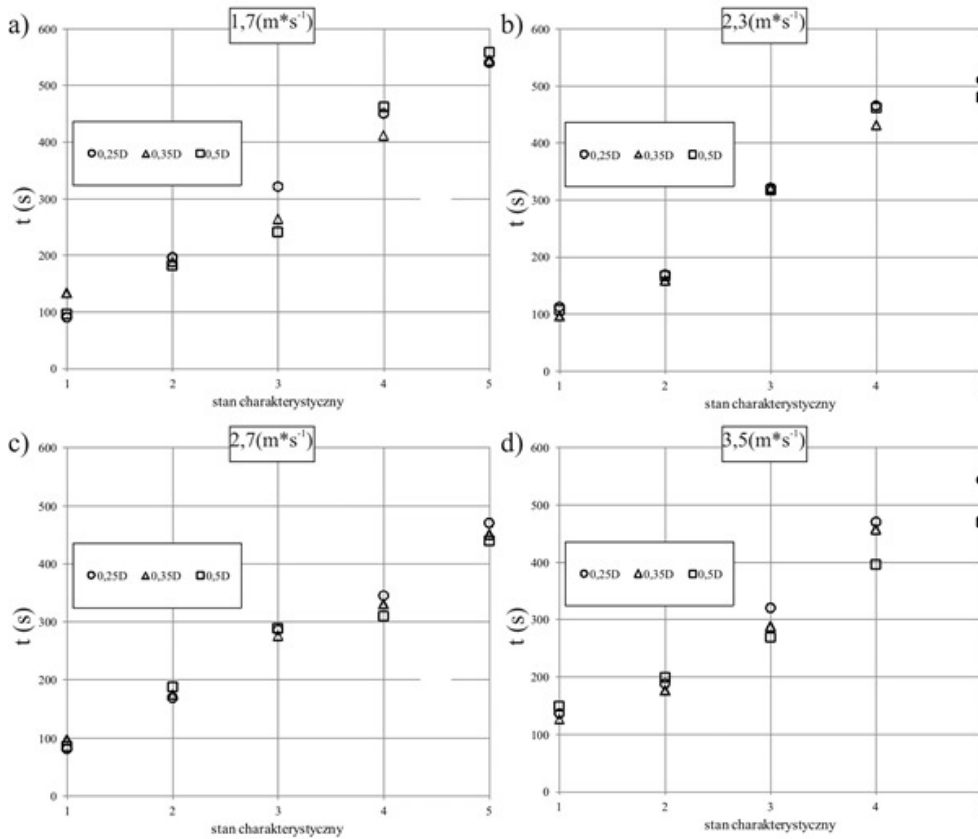 a) 1,7(m*s⁻¹)
600
500
400
300
200
100
0
t (s)
0,25D 0,35D 0,5D
1 2 3 4 5
stan charakterystyczny
b) 2,3(m*s⁻¹)
600
500
400
300
200
100
0
t (s)
0,25D 0,35D 0,5D
1 2 3 4
stan charakterystyczny
c) 2,7(m*s⁻¹)
600
500
400
300
200
100
0
t (s)
0,25D 0,35D 0,5D
1 2 3 4 5
stan charakterystyczny
d) 3,5(m*s⁻¹)
600
500
400
300
200
100
0
t (s)
0,25D 0,35D 0,5D
1 2 3 4
stan charakterystyczny